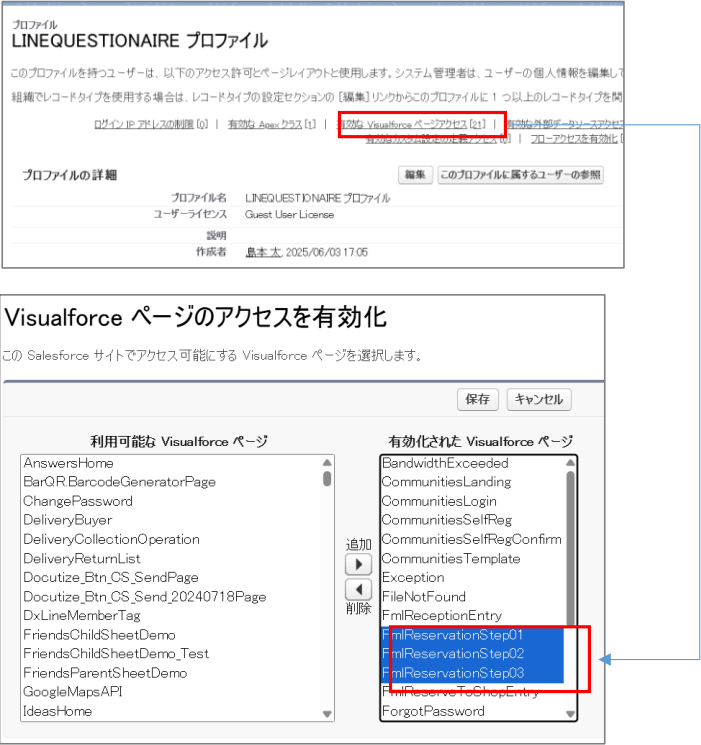 プロファイル
LINEQUESTIONAIRE プロファイル
このプロファイルを持つユーザーは、以下のアクセス許可とページレイアウトと使用します。システム管理者は、ユーザーの個人情報を編集して
組織でレコードタイプを使用する場合は、レコードタイプの設定セクションの [編集] リンクからこのプロファイルに 1 つ以上のレコードタイプを関
ログイン IP アドレスの制限 [0] | 有効な Apex クラス [1] | 有効な Visualforce ページアクセス [21] | 有効な外部データソースアクセス
有効なカスタム設定の定義アクセス [0] | フローアクセスを有効化 [
プロファイルの詳細 編集 このプロファイルに属するユーザーの参照
プロファイル名 LINEQUESTIONAIRE プロファイル
ユーザーライセンス Guest User License
説明
作成者 島本 太, 2025/06/03 17:05
Visualforce ページのアクセスを有効化
この Salesforce サイトでアクセス可能にする Visualforce ページを選択します。
保存 キャンセル
利用可能な Visualforce ページ
AnswersHome
BarQR.BarcodeGeneratorPage
ChangePassword
DeliveryBuyer
DeliveryCollectionOperation
DeliveryReturnList
Docutize_Btn_CS_SendPage
Docutize_Btn_CS_Send_20240718Page
DxLineMemberTag
FriendsChildSheetDemo
FriendsChildSheetDemo_Test
FriendsParentSheetDemo
GoogleMapsAPI
IdeasHome
追加
削除
有効化された Visualforce ページ
BandwidthExceeded
CommunitiesLanding
CommunitiesLogin
CommunitiesSelfReg
CommunitiesSelfRegConfirm
CommunitiesTemplate
Exception
FileNotFound
FmlReceptionEntry
FmlReservationStep01
FmlReservationStep02
FmlReservationStep03
FmlReserveToShopEntry
ForgotPassword